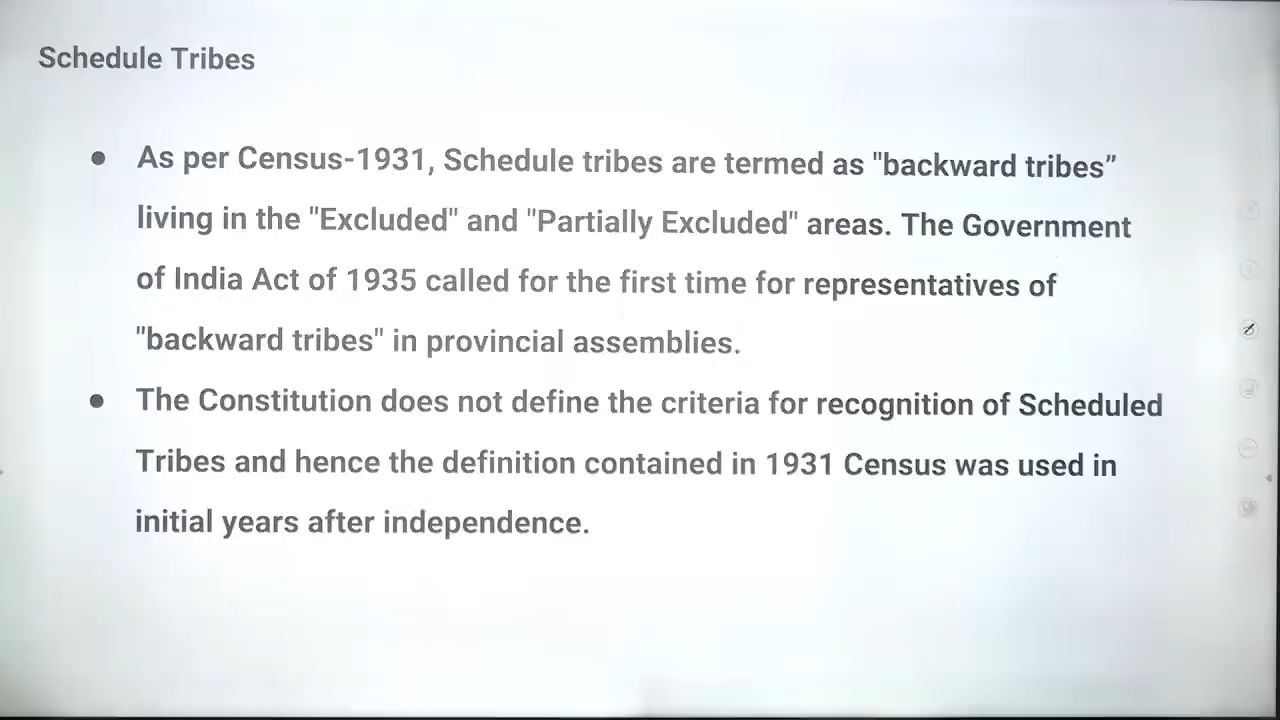 Schedule Tribes
● As per Census-1931, Schedule tribes are termed as "backward tribes”
living in the "Excluded" and "Partially Excluded" areas. The Government
of India Act of 1935 called for the first time for representatives of
"backward tribes" in provincial assemblies.
● The Constitution does not define the criteria for recognition of Scheduled
Tribes and hence the definition contained in 1931 Census was used in
initial years after independence.